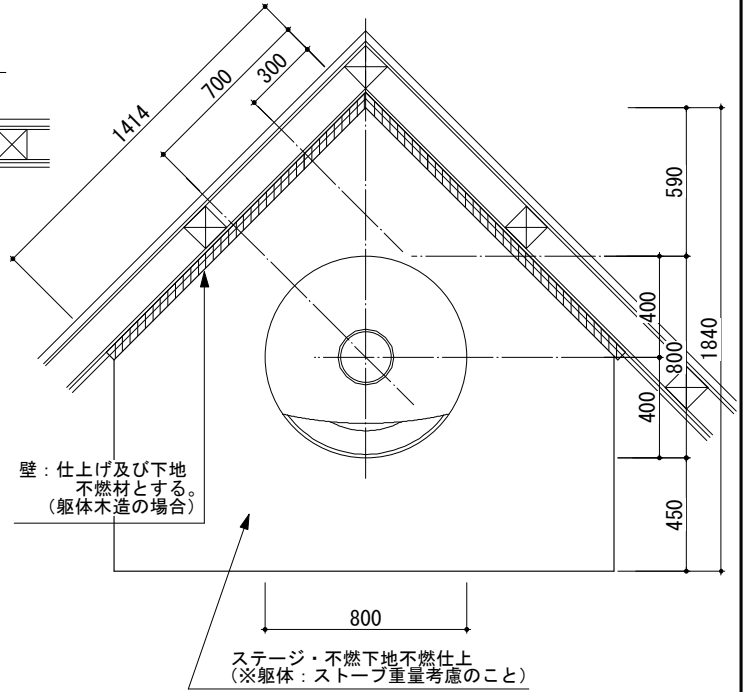 1414
700
300
590
400
800
1840
400
450
壁：仕上げ及び下地
不燃材とする。
（躯体木造の場合）
800
ステージ・不燃下地不燃仕上
（※躯体：ストーブ重量考慮のこと）